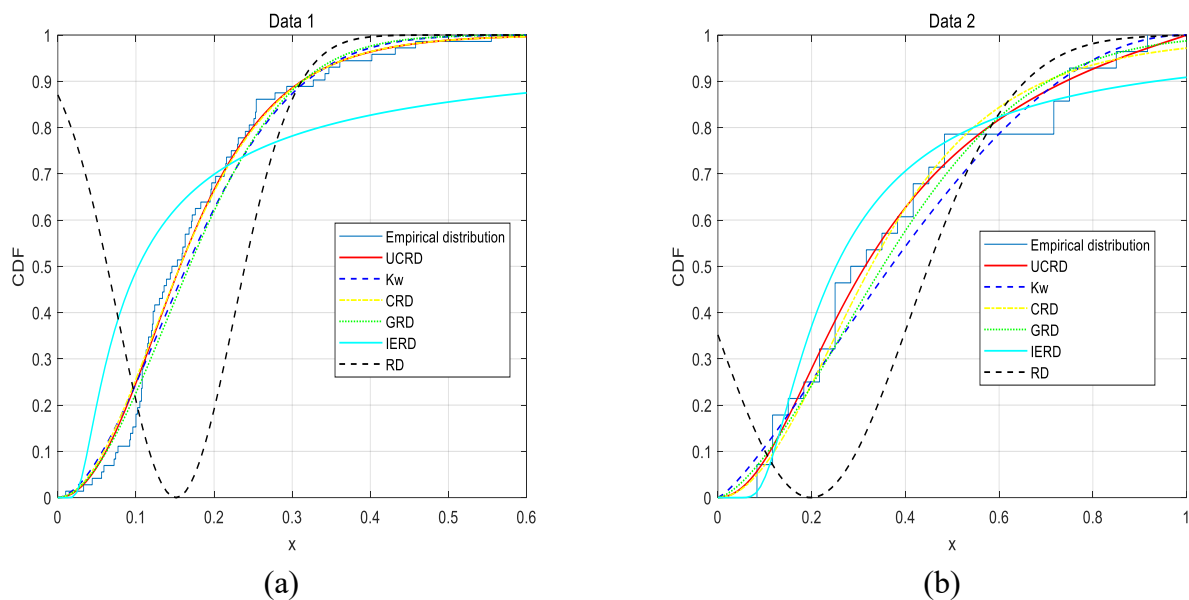 Data 1
CDF
1
0.9
0.8
0.7
0.6
0.5
0.4
0.3
0.2
0.1
0
Empirical distribution
UCRD
Kw
CRD
GRD
IERD
RD
0 0.1 0.2 0.3 0.4 0.5 0.6
x
(a)
Data 2
CDF
1
0.9
0.8
0.7
0.6
0.5
0.4
0.3
0.2
0.1
0
Empirical distribution
UCRD
Kw
CRD
GRD
IERD
RD
0 0.2 0.4 0.6 0.8 1
x
(b)